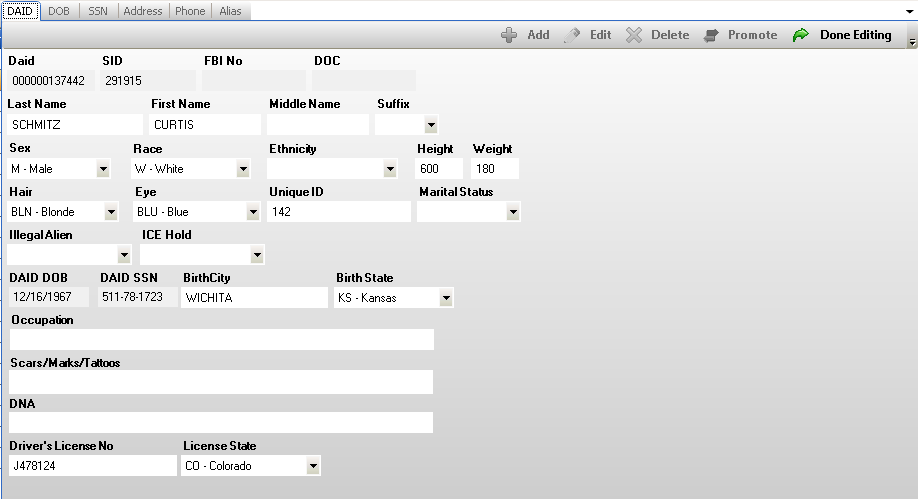 DAID DOB SSN Address Phone Alias
Add Edit Delete Promote Done Editing
Daid SID FBI No DOC
000000137442 291915
Last Name First Name Middle Name Suffix
SCHMITZ CURTIS
Sex Race Ethnicity Height Weight
M - Male W - White 600 180
Hair Eye Unique ID Marital Status
BLN - Blonde BLU - Blue 142
Illegal Alien ICE Hold
DAID DOB DAID SSN BirthCity Birth State
12/16/1967 511-78-1723 WICHITA KS - Kansas
Occupation
Scars/Marks/Tattoos
DNA
Driver's License No License State
J478124 CO - Colorado